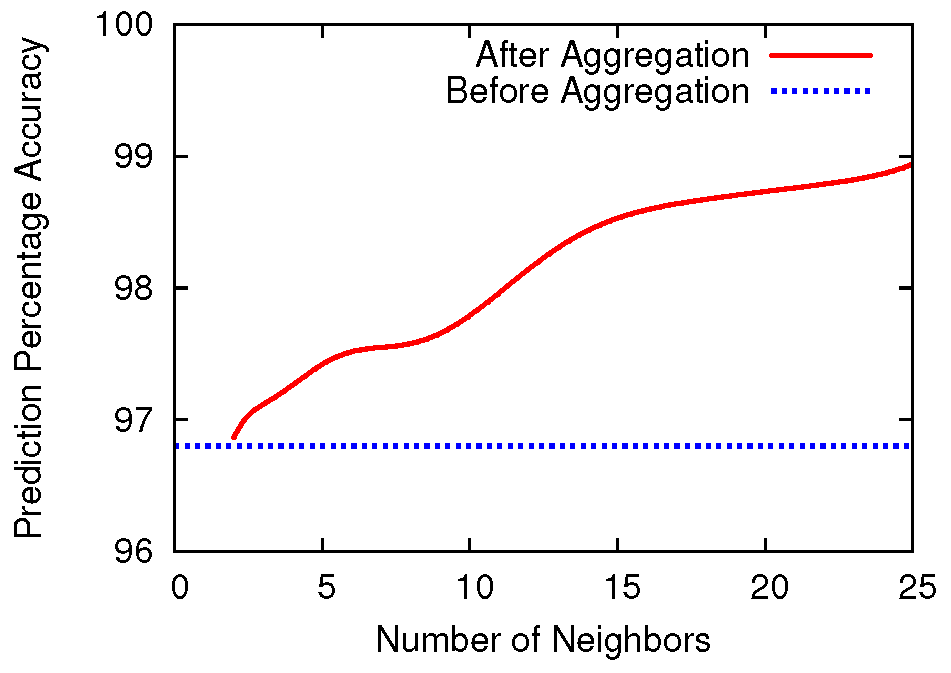 100
After Aggregation
Before Aggregation
99
98
97
96
0 5 10 15 20 25
Number of Neighbors
Prediction Percentage Accuracy